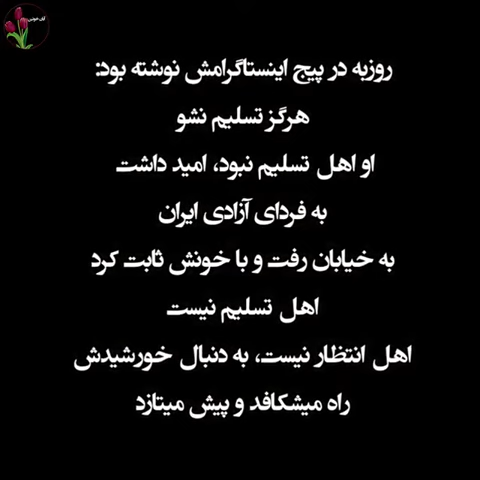 آبان خونین
روزبه در پیج اینستاگرامش نوشته بود:
هرگز تسلیم نشو
او اهل تسلیم نبود، امید داشت
به فردای آزادی ایران
به خیابان رفت و با خونش ثابت کرد
اهل تسلیم نیست
اهل انتظار نیست، به دنبال خورشیدش
راه میشکافد و پیش میتازد